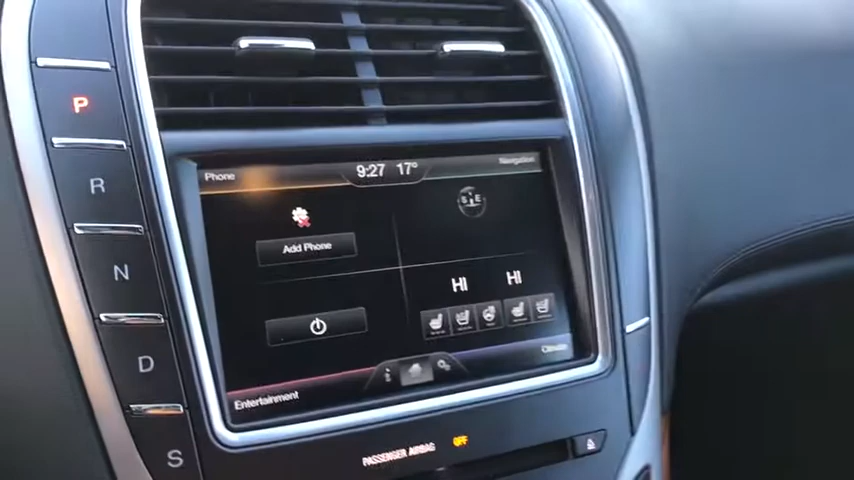 P
R
N
D
S
Phone
9:27 17°
Navigation
Add Phone
S E
HI HI
Entertainment
i
Climate
PASSENGER AIRBAG OFF